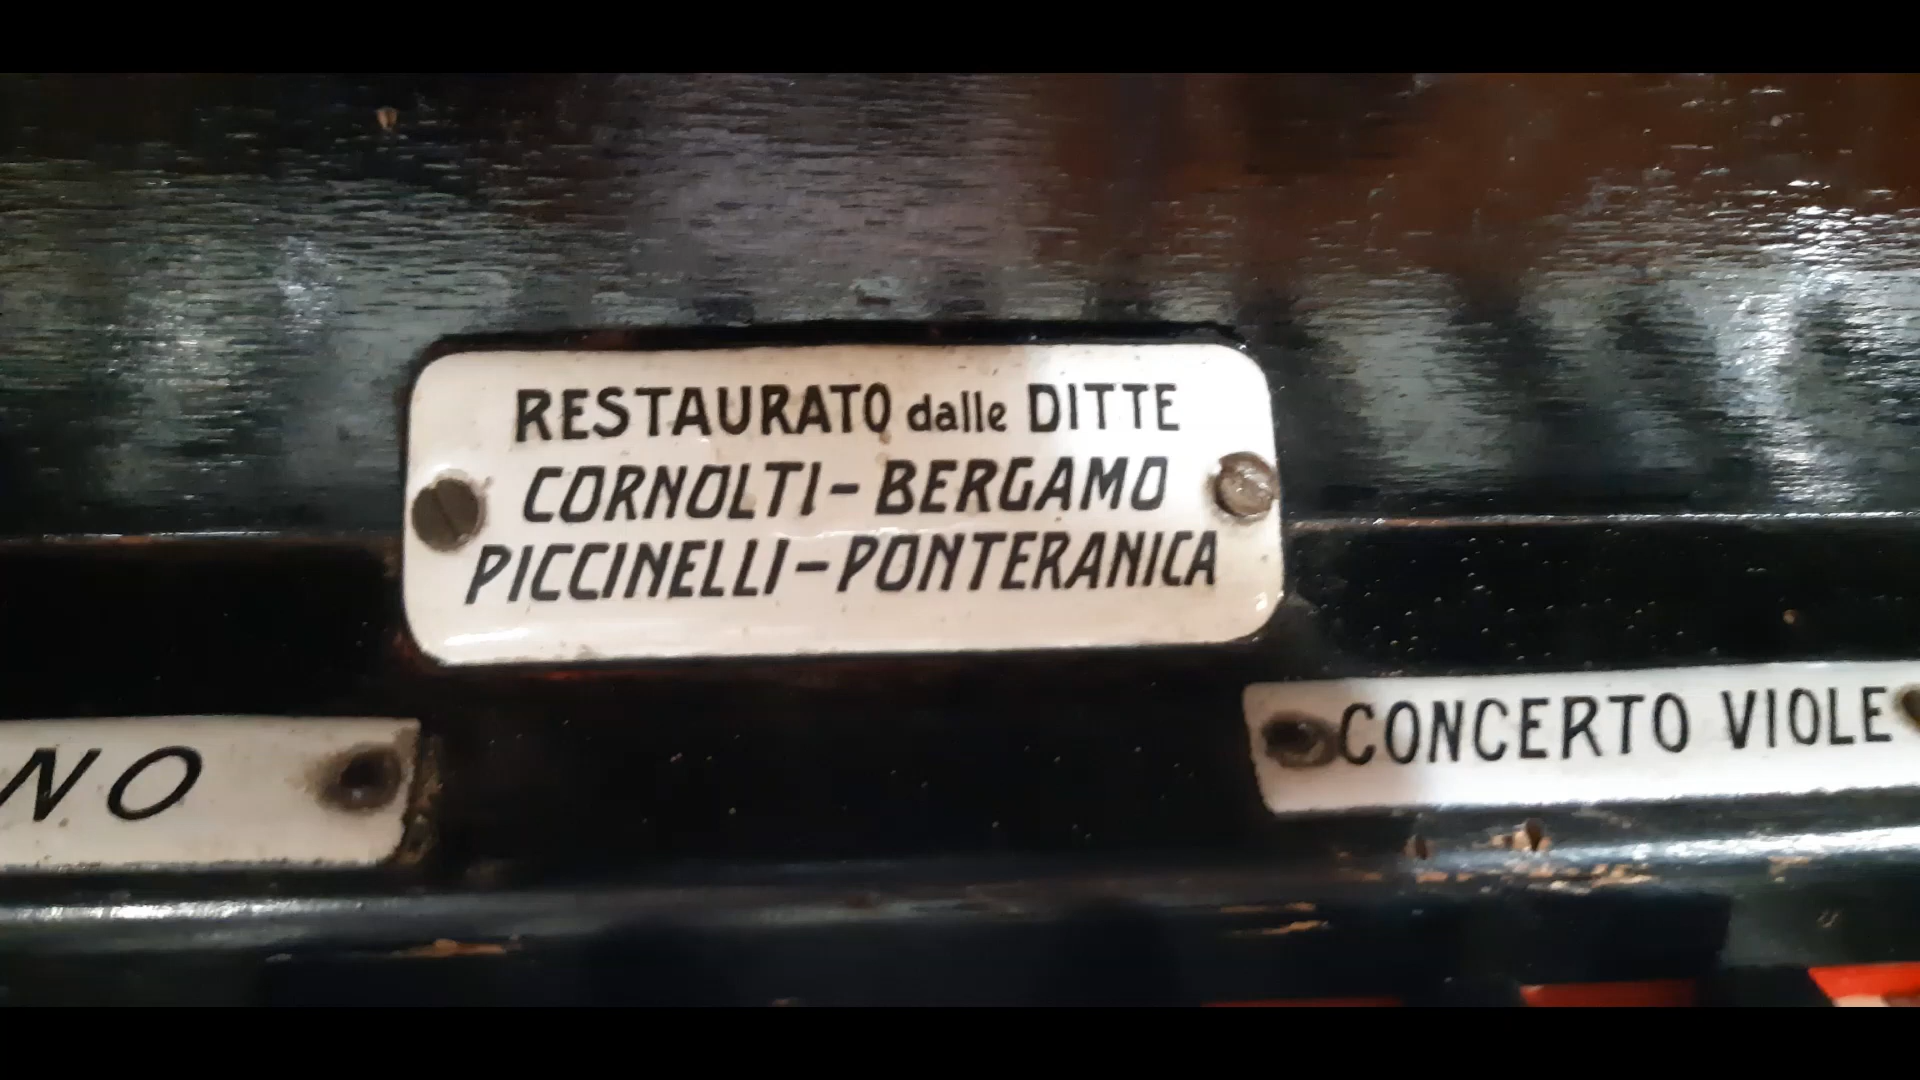 RESTAURATO dalle DITTE
CORNOLTI - BERGAMO
PICCINELLI - PONTERANICA
NO
CONCERTO VIOLE